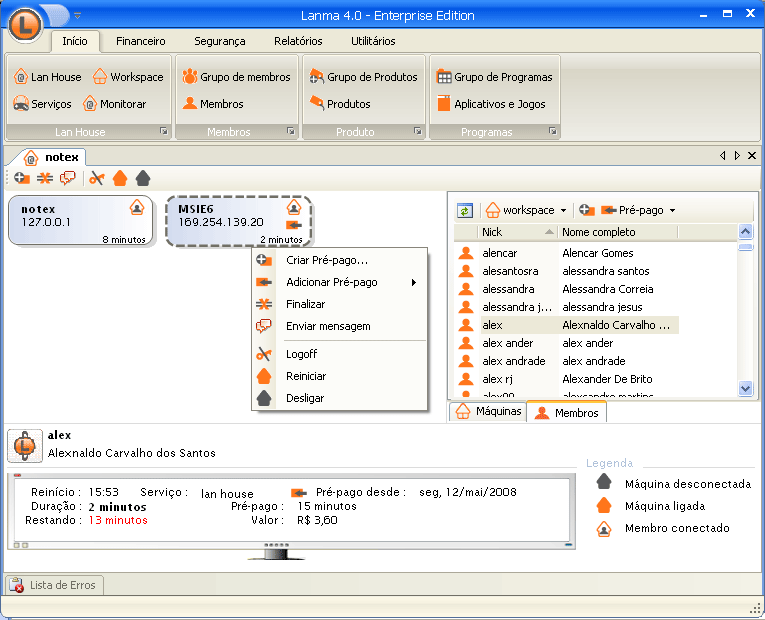 Lanma 4.0 - Enterprise Edition
Início Financeiro Segurança Relatórios Utilitários
Lan House Workspace Grupo de membros Grupo de Produtos Grupo de Programas
Serviços Monitorar Membros Produtos Aplicativos e Jogos
Lan House Membros Produto Programas
notex
notex
127.0.0.1
8 minutos
MSIE6
169.254.139.20
2 minutos
Criar Pré-pago...
Adicionar Pré-pago
Finalizar
Enviar mensagem
Logoff
Reiniciar
Desligar
workspace Pré-pago
Nick Nome completo
alencar Alencar Gomes
alesantosra alessandra santos
alessandra Alessandra Correia
alessandra j... alessandra jesus
alex Alexnaldo Carvalho ...
alex ander alex ander
alex andrade alex andrade
alex rj Alexander De Brito
alex00 alexsandro martins
Máquinas Membros
alex
Alexnaldo Carvalho dos Santos
Reinício : 15:53 Serviço : lan house Pré-pago desde : seg, 12/mai/2008
Duração : 2 minutos Pré-pago : 15 minutos
Restando : 13 minutos Valor : R$ 3,60
Legenda
Máquina desconectada
Máquina ligada
Membro conectado
Lista de Erros